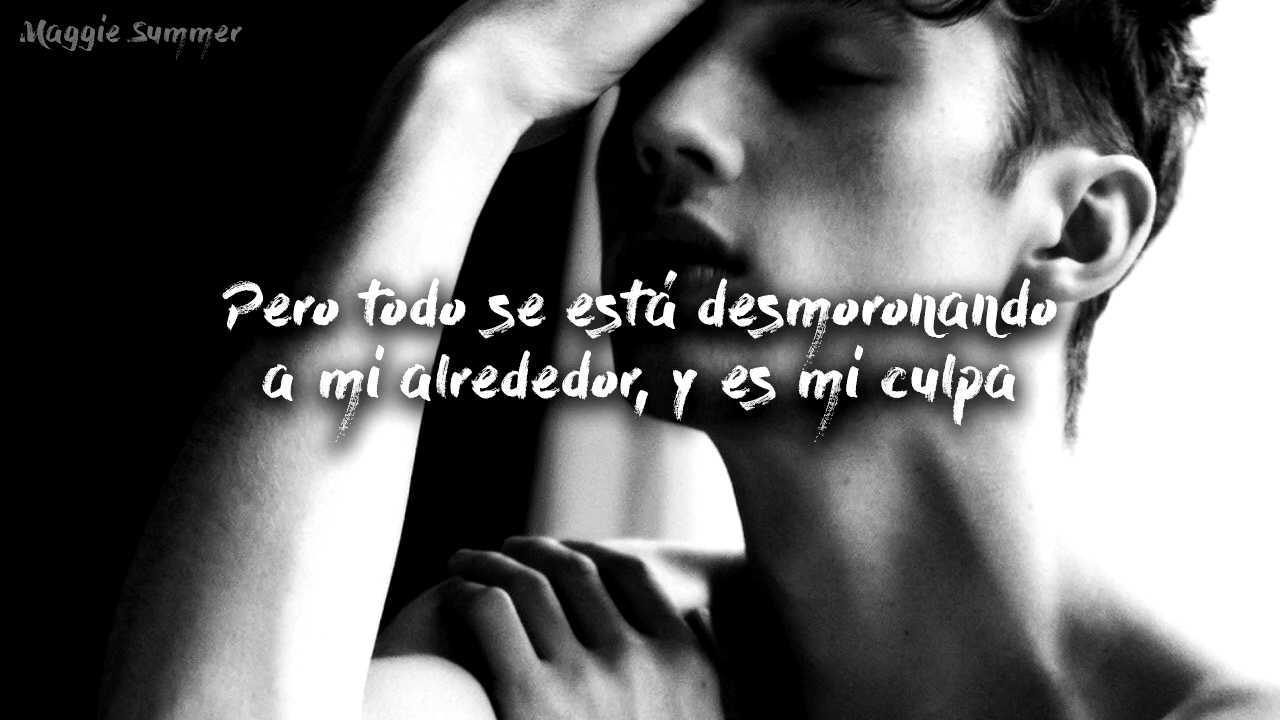 Maggie Summer
Pero todo se está desmoronando
a mi alrededor, y es mi culpa